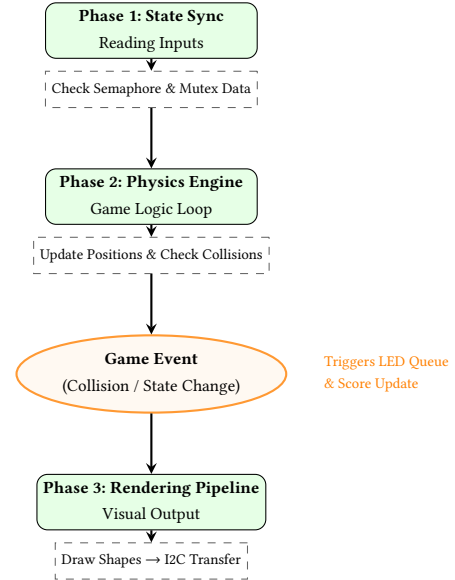 Phase 1: State Sync
Reading Inputs
Check Semaphore & Mutex Data
Phase 2: Physics Engine
Game Logic Loop
Update Positions & Check Collisions
Game Event
(Collision / State Change)
Triggers LED Queue
& Score Update
Phase 3: Rendering Pipeline
Visual Output
Draw Shapes → I2C Transfer